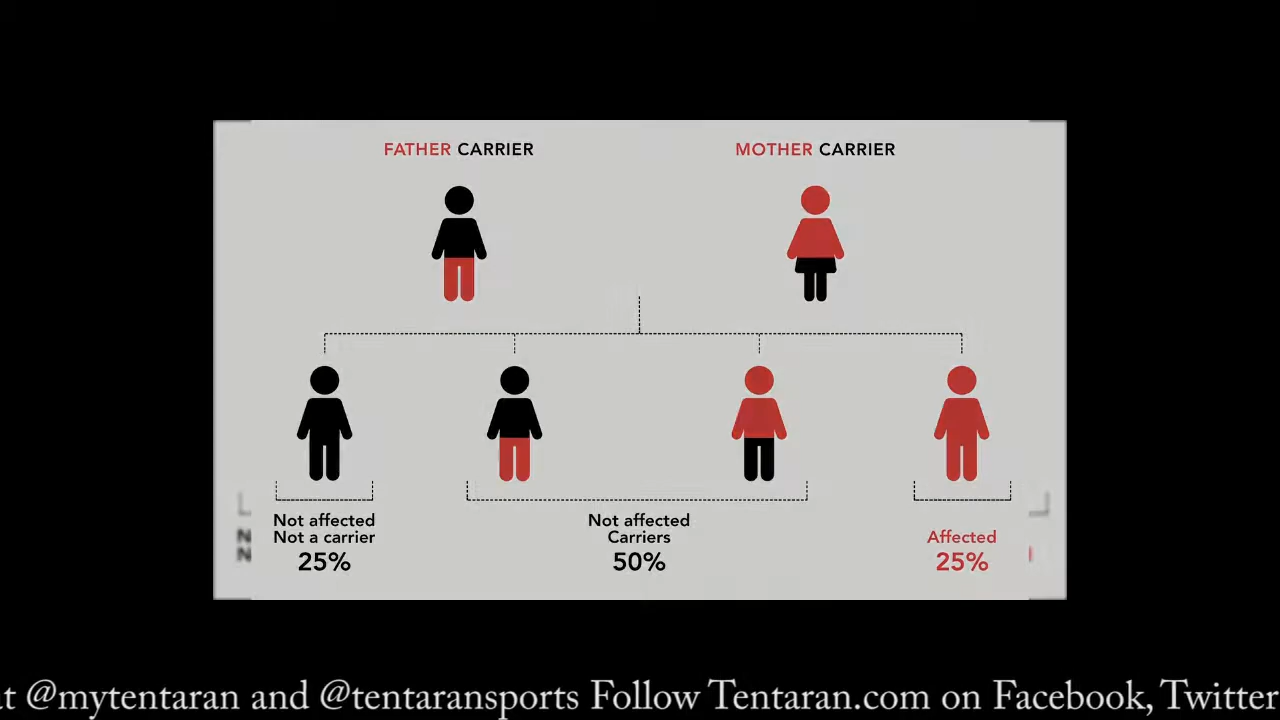 FATHER CARRIER
MOTHER CARRIER
Not affected
Not a carrier
25%
Not affected
Carriers
50%
Affected
25%
at @mytentaran and @tentaransports Follow Tentaran.com on Facebook, Twitter